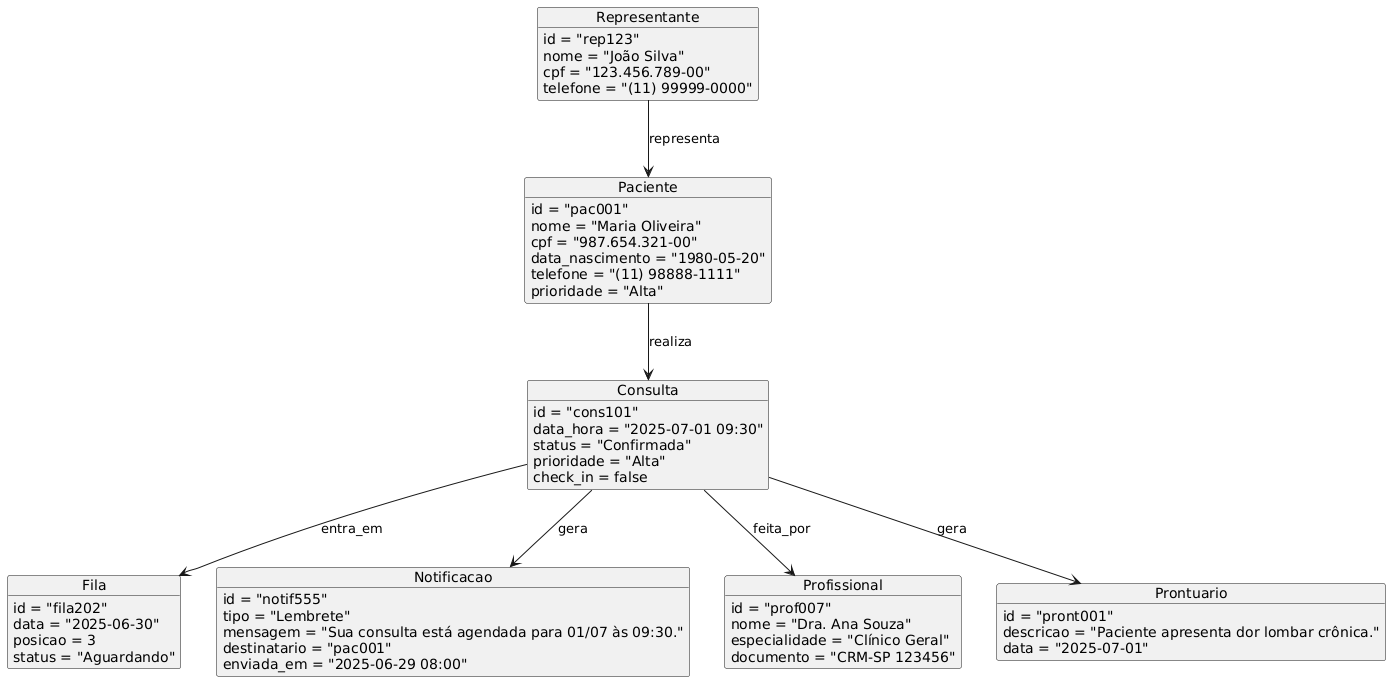 Representante
id = "rep123"
nome = "João Silva"
cpf = "123.456.789-00"
telefone = "(11) 99999-0000"
representa
Paciente
id = "pac001"
nome = "Maria Oliveira"
cpf = "987.654.321-00"
data_nascimento = "1980-05-20"
telefone = "(11) 98888-1111"
prioridade = "Alta"
realiza
Consulta
id = "cons101"
data_hora = "2025-07-01 09:30"
status = "Confirmada"
prioridade = "Alta"
check_in = false
entra_em
gera
feita_por
gera
Fila
id = "fila202"
data = "2025-06-30"
posicao = 3
status = "Aguardando"
Notificacao
id = "notif555"
tipo = "Lembrete"
mensagem = "Sua consulta está agendada para 01/07 às 09:30."
destinatario = "pac001"
enviada_em = "2025-06-29 08:00"
Profissional
id = "prof007"
nome = "Dra. Ana Souza"
especialidade = "Clínico Geral"
documento = "CRM-SP 123456"
Prontuario
id = "pront001"
descricao = "Paciente apresenta dor lombar crônica."
data = "2025-07-01"